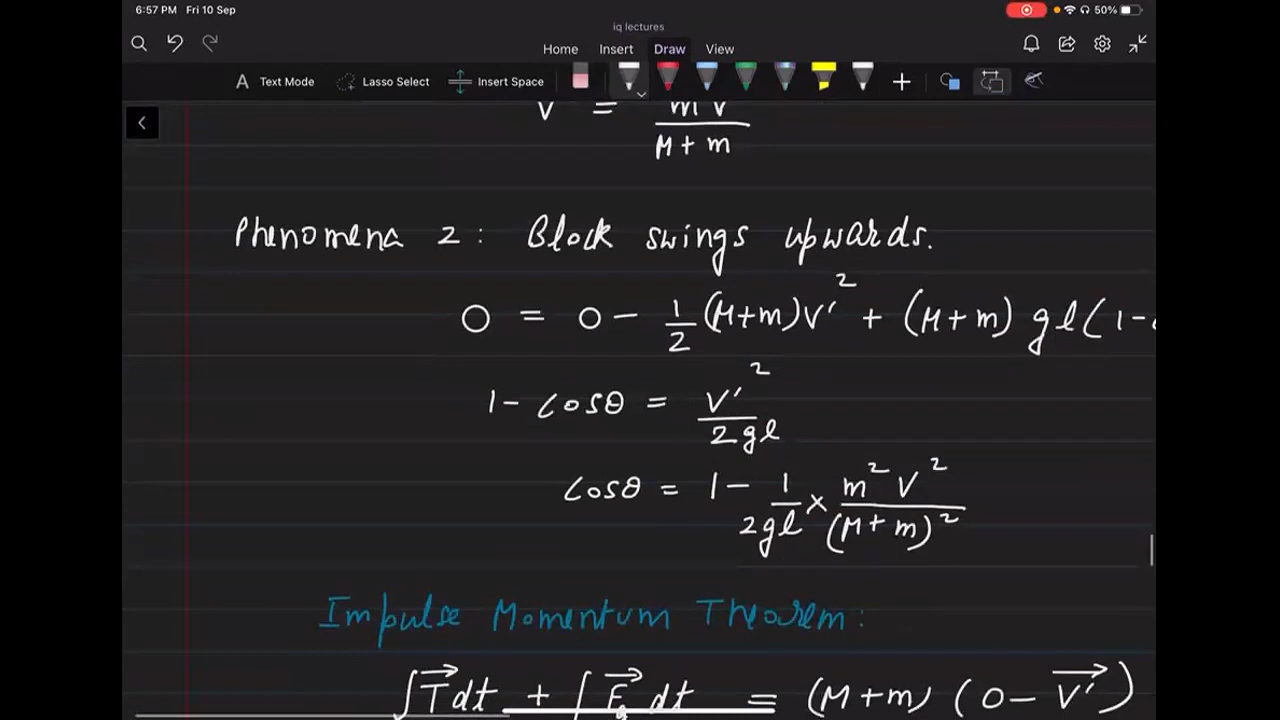 6:57 PM Fri 10 Sep 50%
iq lectures
Home Insert Draw View
Text Mode Lasso Select Insert Space
V = mV / M+m
Phenomena 2 : Block swings upwards.
0 = 0 - 1/2 (M+m)V'² + (M+m) gl(1-
1 - cosθ = V'² / 2gl
cosθ = 1 - 1/2gl × m²V² / (M+m)²
Impulse Momentum Theorem :
∫T⃗dt + ∫F⃗g dt = (M+m) (0 - V⃗')